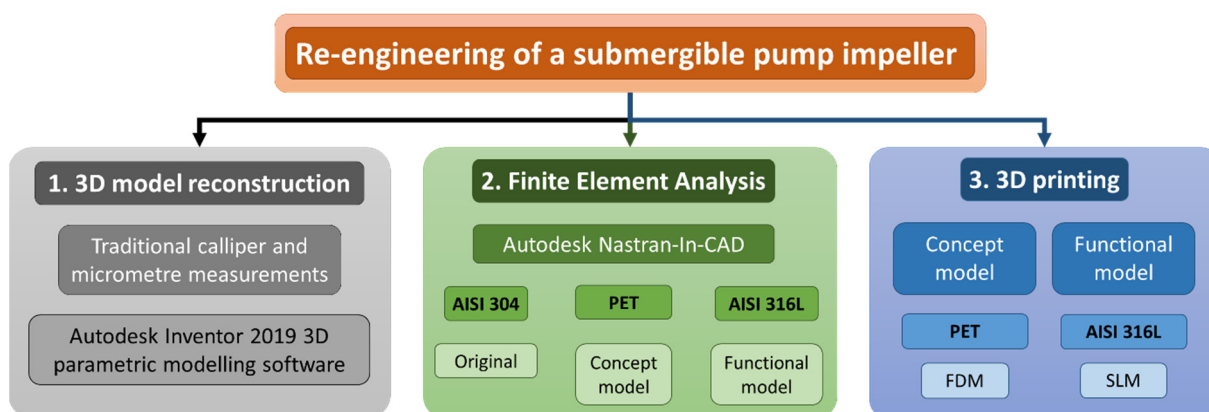 Re-engineering of a submergible pump impeller
1. 3D model reconstruction
Traditional calliper and
micrometre measurements
Autodesk Inventor 2019 3D
parametric modelling software
2. Finite Element Analysis
Autodesk Nastran-In-CAD
AISI 304
PET
AISI 316L
Original
Concept
model
Functional
model
3. 3D printing
Concept
model
Functional
model
PET
AISI 316L
FDM
SLM